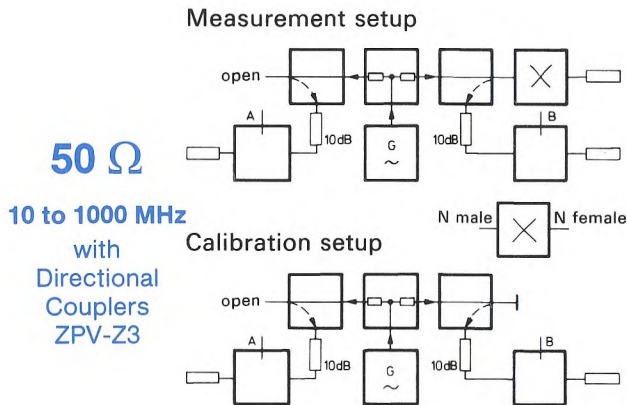 Measurement setup
open
A
10dB
G
~
10dB
B
50 Ω
10 to 1000 MHz
with
Directional
Couplers
ZPV-Z3
N male
N female
Calibration setup
open
A
10dB
G
~
10dB
B